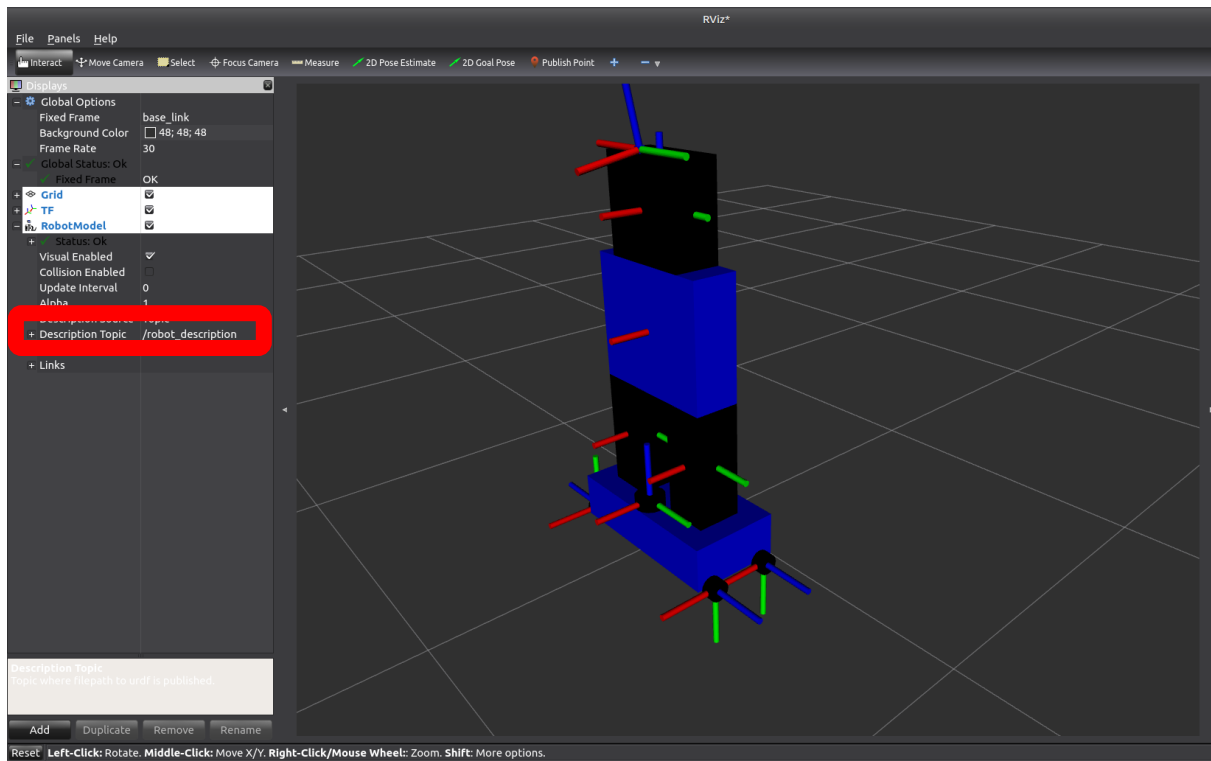 RViz*
File Panels Help
Interact Move Camera Select Focus Camera Measure 2D Pose Estimate 2D Goal Pose Publish Point
Displays
Global Options
Fixed Frame base_link
Background Color 48; 48; 48
Frame Rate 30
Global Status: Ok
Fixed Frame OK
Grid
TF
RobotModel
Status: Ok
Visual Enabled
Collision Enabled
Update Interval 0
Alpha 1
Description Source Topic
Description Topic /robot_description
Links
Description Topic
Topic where filepath to urdf is published.
Add Duplicate Remove Rename
Reset Left-Click: Rotate. Middle-Click: Move X/Y. Right-Click/Mouse Wheel:: Zoom. Shift: More options.